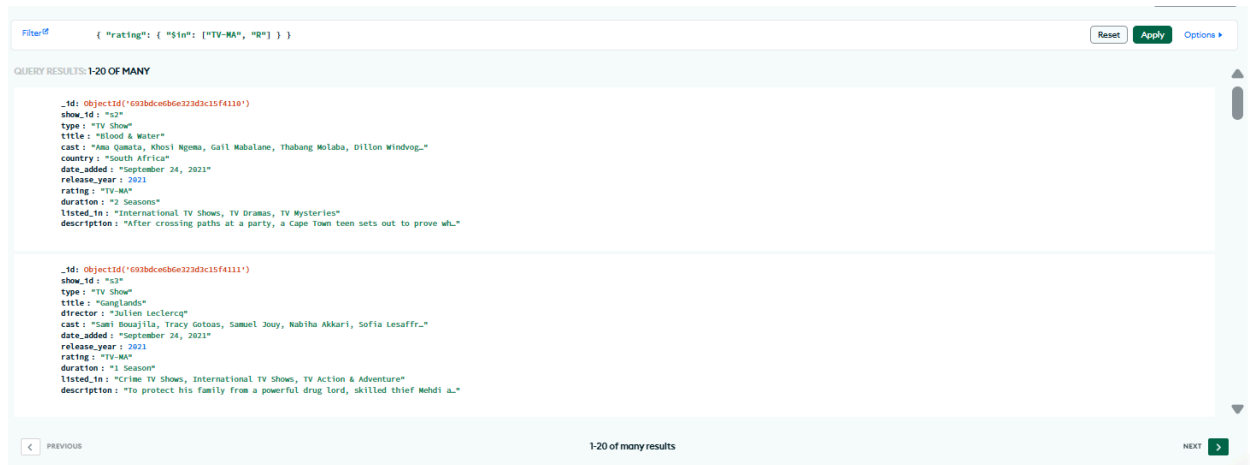 Filter
{ "rating": { "$in": ["TV-MA", "R"] } }
Reset Apply Options
QUERY RESULTS: 1-20 OF MANY
_id: ObjectId('693bdce6b6e323d3c15f4110')
show_id : "s2"
type : "TV Show"
title : "Blood & Water"
cast : "Ama Qamata, Khosi Ngema, Gail Mabalane, Thabang Molaba, Dillon Windvog…"
country : "South Africa"
date_added : "September 24, 2021"
release_year : 2021
rating : "TV-MA"
duration : "2 Seasons"
listed_in : "International TV Shows, TV Dramas, TV Mysteries"
description : "After crossing paths at a party, a Cape Town teen sets out to prove wh…"
_id: ObjectId('693bdce6b6e323d3c15f4111')
show_id : "s3"
type : "TV Show"
title : "Ganglands"
director : "Julien Leclercq"
cast : "Sami Bouajila, Tracy Gotoas, Samuel Jouy, Nabiha Akkari, Sofia Lesaffr…"
date_added : "September 24, 2021"
release_year : 2021
rating : "TV-MA"
duration : "1 Season"
listed_in : "Crime TV Shows, International TV Shows, TV Action & Adventure"
description : "To protect his family from a powerful drug lord, skilled thief Mehdi a…"
PREVIOUS 1-20 of many results NEXT